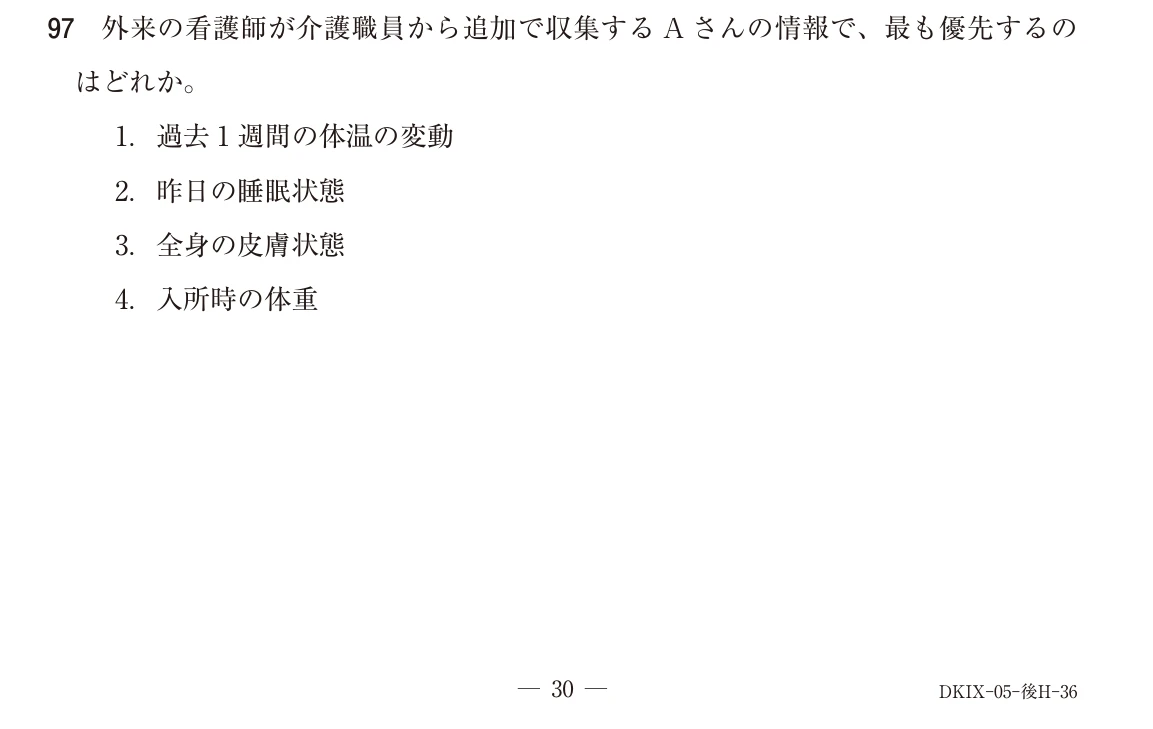 97 外来の看護師が介護職員から追加で収集する A さんの情報で、最も優先するの
はどれか。
1. 過去 1 週間の体温の変動
2. 昨日の睡眠状態
3. 全身の皮膚状態
4. 入所時の体重
— 30 —
DKIX-05-後H-36